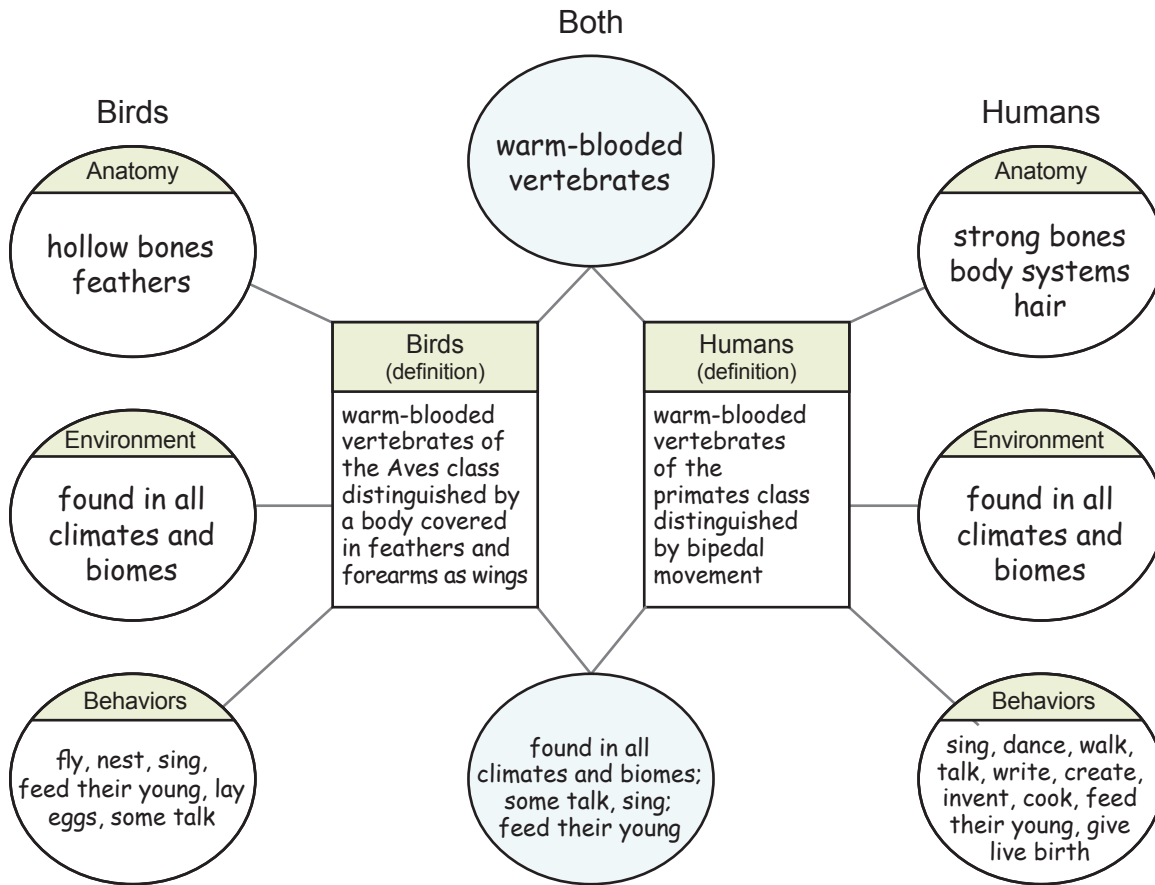 Both
Birds
Humans
warm-blooded
vertebrates
Anatomy
hollow bones
feathers
Anatomy
strong bones
body systems
hair
Birds
(definition)
warm-blooded
vertebrates of
the Aves class
distinguished by
a body covered
in feathers and
forearms as wings
Humans
(definition)
warm-blooded
vertebrates
of the
primates class
distinguished
by bipedal
movement
Environment
found in all
climates and
biomes
Environment
found in all
climates and
biomes
Behaviors
fly, nest, sing,
feed their young, lay
eggs, some talk
found in all
climates and biomes;
some talk, sing;
feed their young
Behaviors
sing, dance, walk,
talk, write, create,
invent, cook, feed
their young, give
live birth